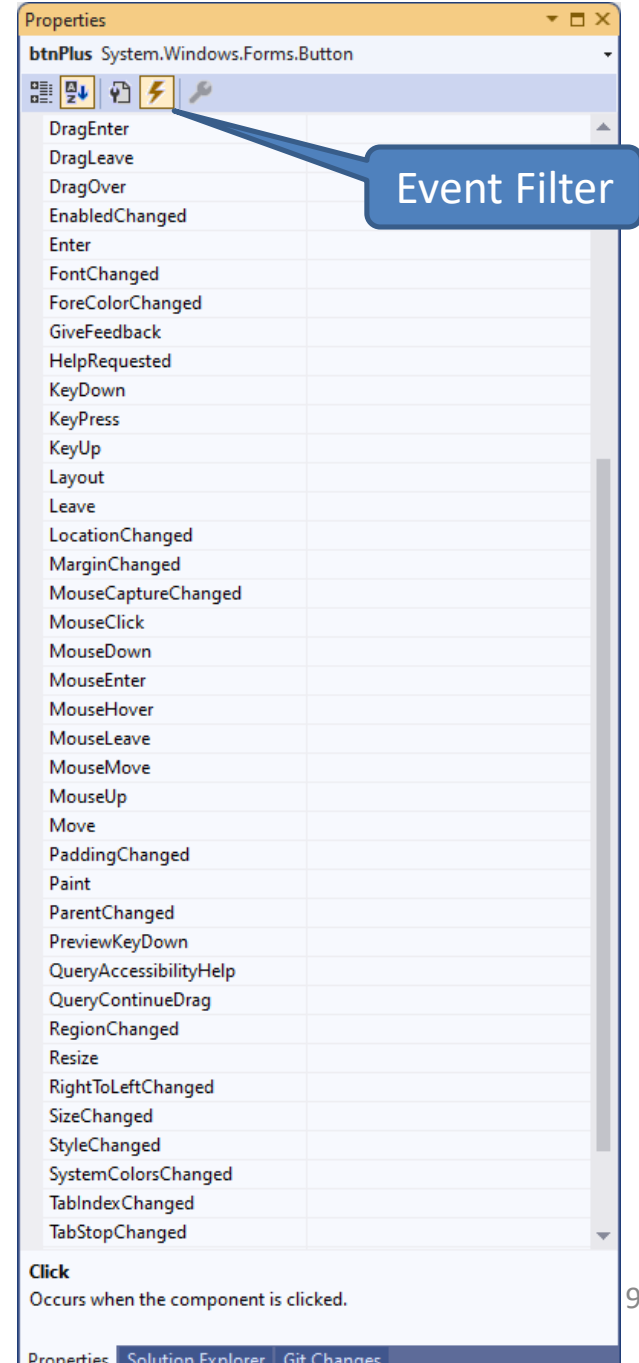 Properties
btnPlus System.Windows.Forms.Button
DragEnter
DragLeave
DragOver
Event Filter
EnabledChanged
Enter
FontChanged
ForeColorChanged
GiveFeedback
HelpRequested
KeyDown
KeyPress
KeyUp
Layout
Leave
LocationChanged
MarginChanged
MouseCaptureChanged
MouseClick
MouseDown
MouseEnter
MouseHover
MouseLeave
MouseMove
MouseUp
Move
PaddingChanged
Paint
ParentChanged
PreviewKeyDown
QueryAccessibilityHelp
QueryContinueDrag
RegionChanged
Resize
RightToLeftChanged
SizeChanged
StyleChanged
SystemColorsChanged
TabIndexChanged
TabStopChanged
Click
Occurs when the component is clicked.
9
Properties Solution Explorer Git Changes